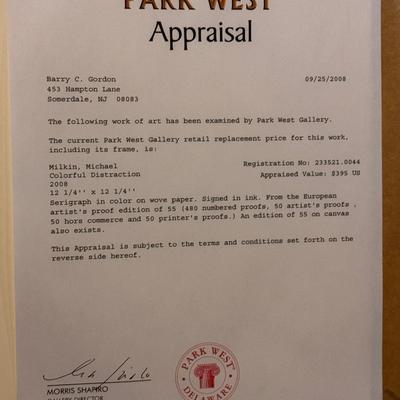 PARK WEST
Appraisal
Barry C. Gordon 09/25/2008
453 Hampton Lane
Somerdale, NJ 08083
The following work of art has been examined by Park West Gallery.
The current Park West Gallery retail replacement price for this work,
including its frame, is:
Milkin, Michael Registration No: 233521.0044
Colorful Distraction Appraised Value: $395 US
2008
12 1/4'' x 12 1/4''
Serigraph in color on wove paper. Signed in ink. From the European
artist's proof edition of 55 (480 numbered proofs, 50 artist's proofs ,
50 hors commerce and 50 printer's proofs.) An edition of 55 on canvas
also exists.
This Appraisal is subject to the terms and conditions set forth on the
reverse side hereof.
PARK WEST
DELAWARE
MORRIS SHAPIRO
GALLERY DIRECTOR